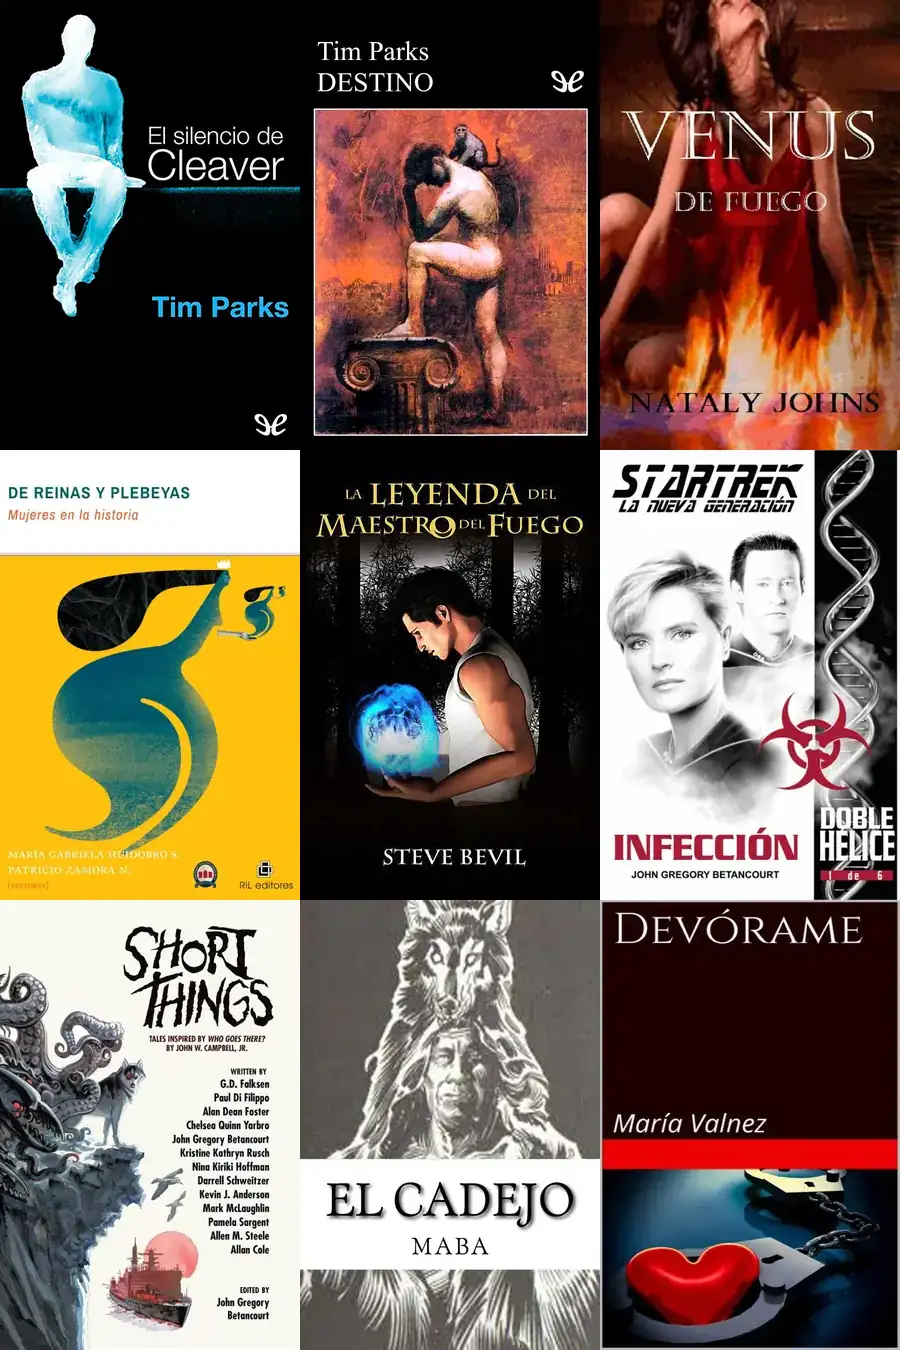 El silencio de
Cleaver
Tim Parks
Tim Parks
DESTINO
VENUS
DE FUEGO
NATALY JOHNS
DE REINAS Y PLEBEYAS
Mujeres en la historia
MARÍA GABRIELA HUIDOBRO S.
PATRICIO ZAMORA N.
[EDITORES]
RiL editores
LA LEYENDA DEL
MAESTRO DEL FUEGO
STEVE BEVIL
STAR TREK
LA NUEVA GENERACIÓN
INFECCIÓN
JOHN GREGORY BETANCOURT
DOBLE
HÉLICE
1 de 6
SHORT
THINGS
TALES INSPIRED BY WHO GOES THERE?
BY JOHN W. CAMPBELL, JR.
WRITTEN BY
G.D. Falksen
Paul Di Filippo
Alan Dean Foster
Chelsea Quinn Yarbro
John Gregory Betancourt
Kristine Kathryn Rusch
Nina Kiriki Hoffman
Darrell Schweitzer
Kevin J. Anderson
Mark McLaughlin
Pamela Sargent
Allen M. Steele
Allan Cole
EDITED BY
John Gregory
Betancourt
EL CADEJO
MABA
DEVÓRAME
María Valnez